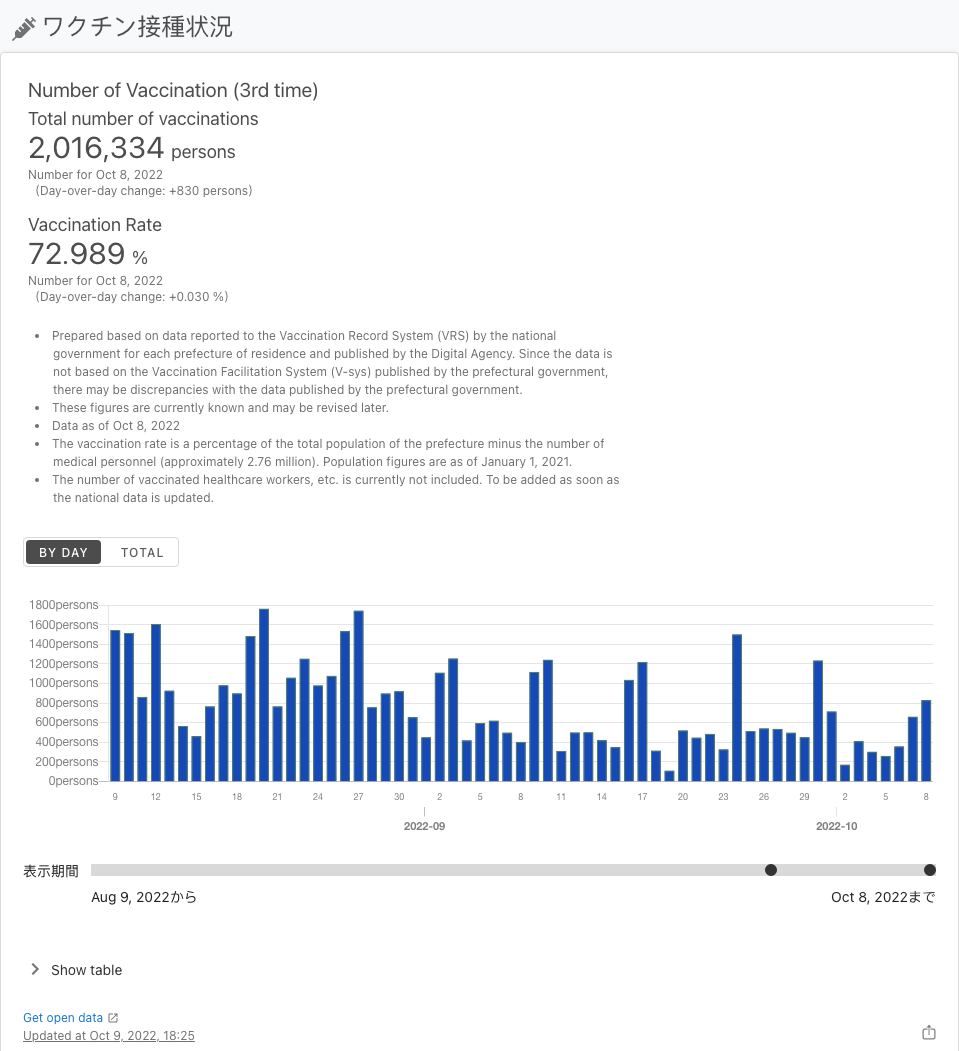 ワクチン接種状況
Number of Vaccination (3rd time)
Total number of vaccinations
2,016,334 persons
Number for Oct 8, 2022
(Day-over-day change: +830 persons)
Vaccination Rate
72.989 %
Number for Oct 8, 2022
(Day-over-day change: +0.030 %)
• Prepared based on data reported to the Vaccination Record System (VRS) by the national
government for each prefecture of residence and published by the Digital Agency. Since the data is
not based on the Vaccination Facilitation System (V-sys) published by the prefectural government,
there may be discrepancies with the data published by the prefectural government.
• These figures are currently known and may be revised later.
• Data as of Oct 8, 2022
• The vaccination rate is a percentage of the total population of the prefecture minus the number of
medical personnel (approximately 2.76 million). Population figures are as of January 1, 2021.
• The number of vaccinated healthcare workers, etc. is currently not included. To be added as soon as
the national data is updated.
BY DAY TOTAL
1800persons
1600persons
1400persons
1200persons
1000persons
800persons
600persons
400persons
200persons
0persons
9 12 15 18 21 24 27 30 2 5 8 11 14 17 20 23 26 29 2 5 8
2022-09 2022-10
表示期間
Aug 9, 2022から Oct 8, 2022まで
Show table
Get open data
Updated at Oct 9, 2022, 18:25